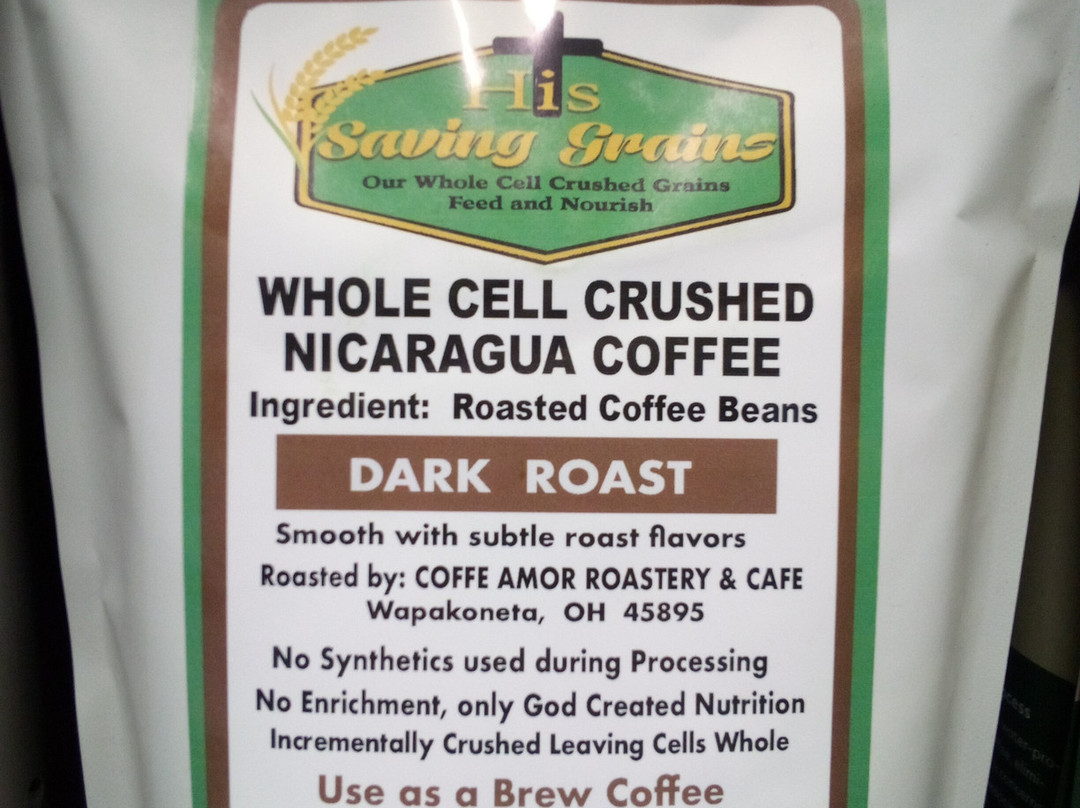 His
Saving Grains
Our Whole Cell Crushed Grains
Feed and Nourish
WHOLE CELL CRUSHED
NICARAGUA COFFEE
Ingredient: Roasted Coffee Beans
DARK ROAST
Smooth with subtle roast flavors
Roasted by: COFFE AMOR ROASTERY & CAFE
Wapakoneta, OH 45895
No Synthetics used during Processing
No Enrichment, only God Created Nutrition
Incrementally Crushed Leaving Cells Whole
Use as a Brew Coffee